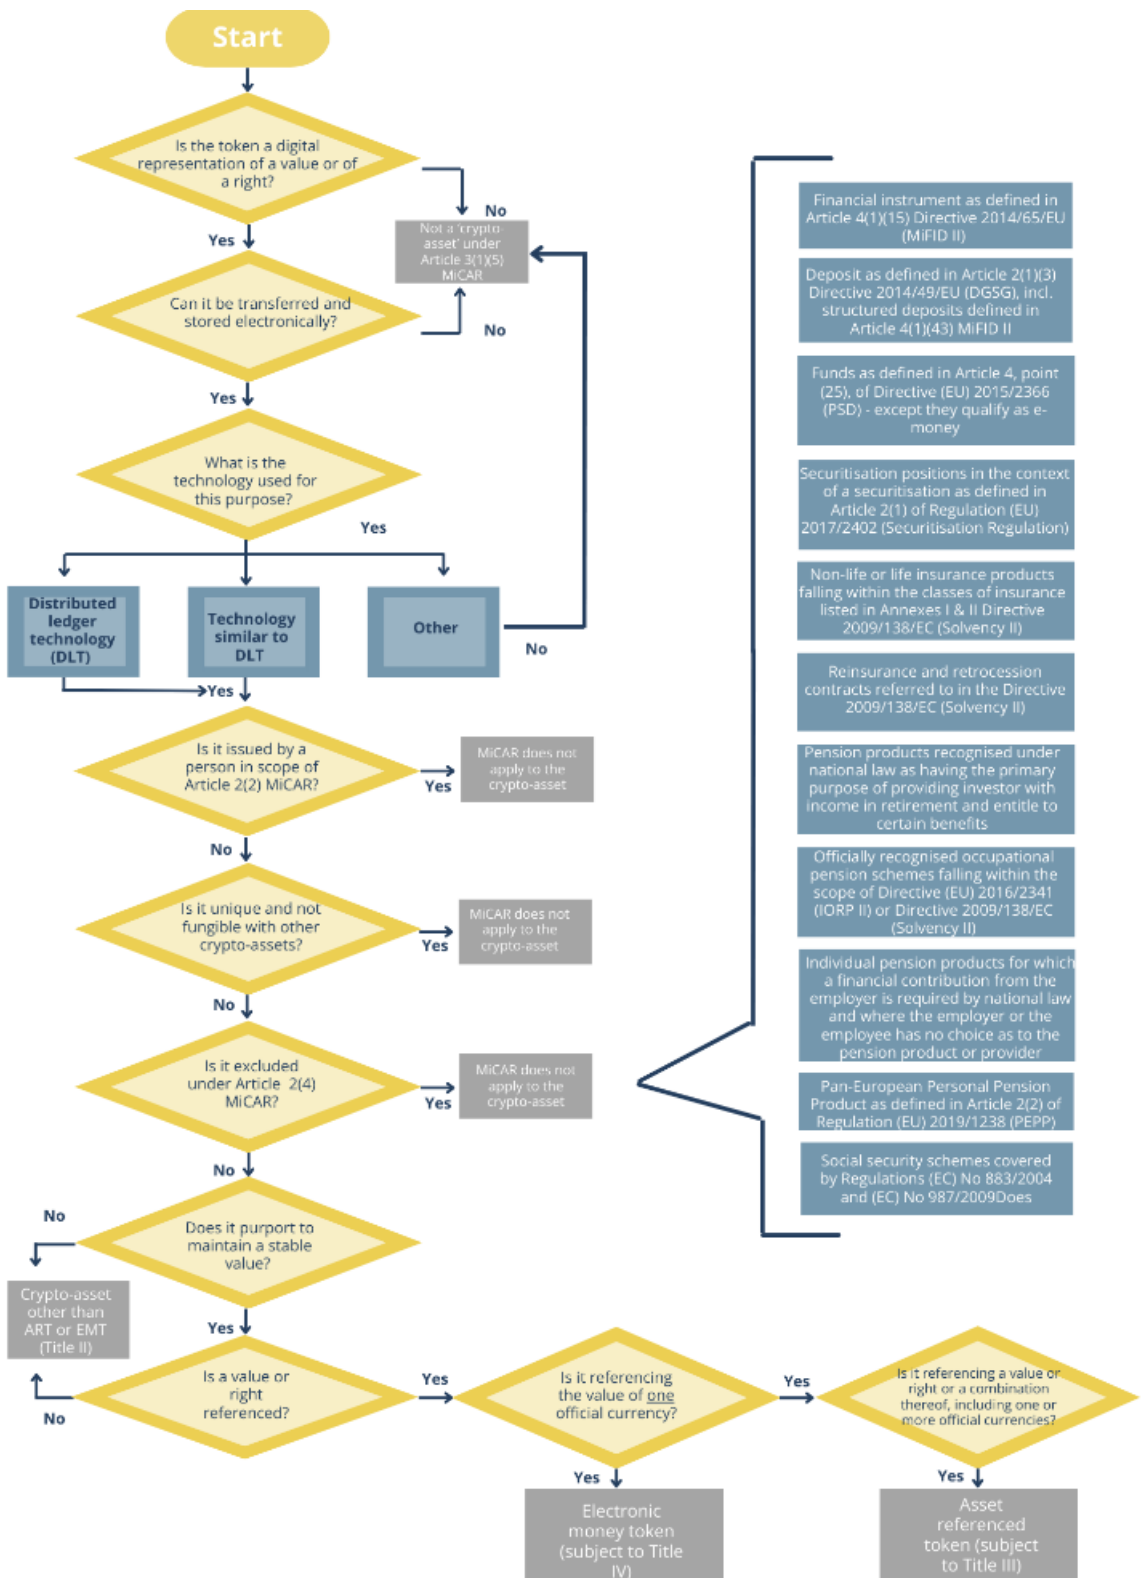 Start
Is the token a digital
representation of a value or of
a right?
No
Not a 'crypto-
asset' under
Article 3(1)(5)
MiCAR
Yes
Can it be transferred and
stored electronically?
No
Yes
What is the
technology used for
this purpose?
Yes
Distributed
ledger
technology
(DLT)
Technology
similar to
DLT
Other
No
Yes
Is it issued by a
person in scope of
Article 2(2) MiCAR?
Yes
MiCAR does not
apply to the
crypto-asset
No
Is it unique and not
fungible with other
crypto-assets?
Yes
MiCAR does not
apply to the
crypto-asset
No
Is it excluded
under Article 2(4)
MiCAR?
Yes
MiCAR does not
apply to the
crypto-asset
No
Does it purport to
maintain a stable
value?
No
Crypto-asset
other than
ART or EMT
(Title II)
Yes
Is a value or
right
referenced?
No
Yes
Is it referencing
the value of one
official currency?
Yes
Electronic
money token
(subject to Title
IV)
Yes
Is it referencing a value or
right or a combination
thereof, including one or
more official currencies?
Yes
Asset
referenced
token (subject
to Title III)
Financial instrument as defined in
Article 4(1)(15) Directive 2014/65/EU
(MiFID II)
Deposit as defined in Article 2(1)(3)
Directive 2014/49/EU (DGSG), incl.
structured deposits defined in
Article 4(1)(43) MiFID II
Funds as defined in Article 4, point
(25), of Directive (EU) 2015/2366
(PSD) - except they qualify as e-
money
Securitisation positions in the context
of a securitisation as defined in
Article 2(1) of Regulation (EU)
2017/2402 (Securitisation Regulation)
Non-life or life insurance products
falling within the classes of insurance
listed in Annexes I & II Directive
2009/138/EC (Solvency II)
Reinsurance and retrocession
contracts referred to in the Directive
2009/138/EC (Solvency II)
Pension products recognised under
national law as having the primary
purpose of providing investor with
income in retirement and entitle to
certain benefits
Officially recognised occupational
pension schemes falling within the
scope of Directive (EU) 2016/2341
(IORP II) or Directive 2009/138/EC
(Solvency II)
Individual pension products for which
a financial contribution from the
employer is required by national law
and where the employer or the
employee has no choice as to the
pension product or provider
Pan-European Personal Pension
Product as defined in Article 2(2) of
Regulation (EU) 2019/1238 (PEPP)
Social security schemes covered
by Regulations (EC) No 883/2004
and (EC) No 987/2009Does